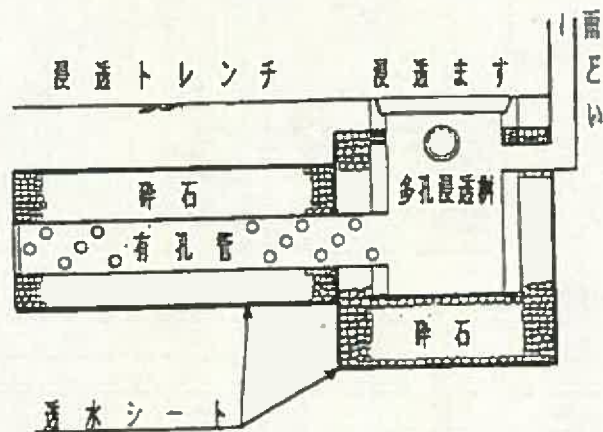 浸透トレンチ
浸透ます
雨どい
砕石
多孔浸透桝
有孔管
砕石
透水シート